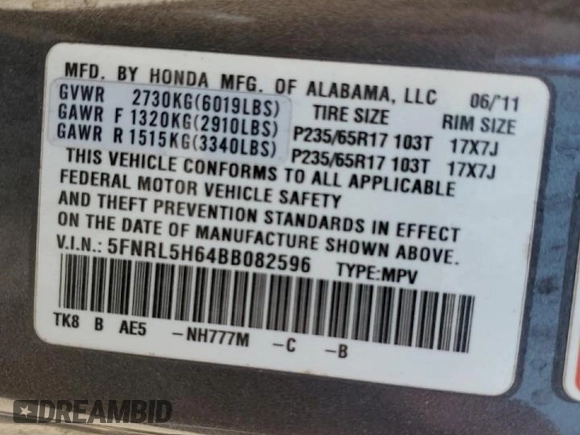 MFD. BY HONDA MFG. OF ALABAMA, LLC 06/'11
GVWR 2730KG(6019LBS) TIRE SIZE RIM SIZE
GAWR F 1320KG(2910LBS) P235/65R17 103T 17X7J
GAWR R 1515KG(3340LBS) P235/65R17 103T 17X7J
THIS VEHICLE CONFORMS TO ALL APPLICABLE
FEDERAL MOTOR VEHICLE SAFETY
AND THEFT PREVENTION STANDARDS IN EFFECT
ON THE DATE OF MANUFACTURE SHOWN ABOVE.
V.I.N.: 5FNRL5H64BB082596 TYPE:MPV
TK8 B AE5 -NH777M -C -B
DREAMBID